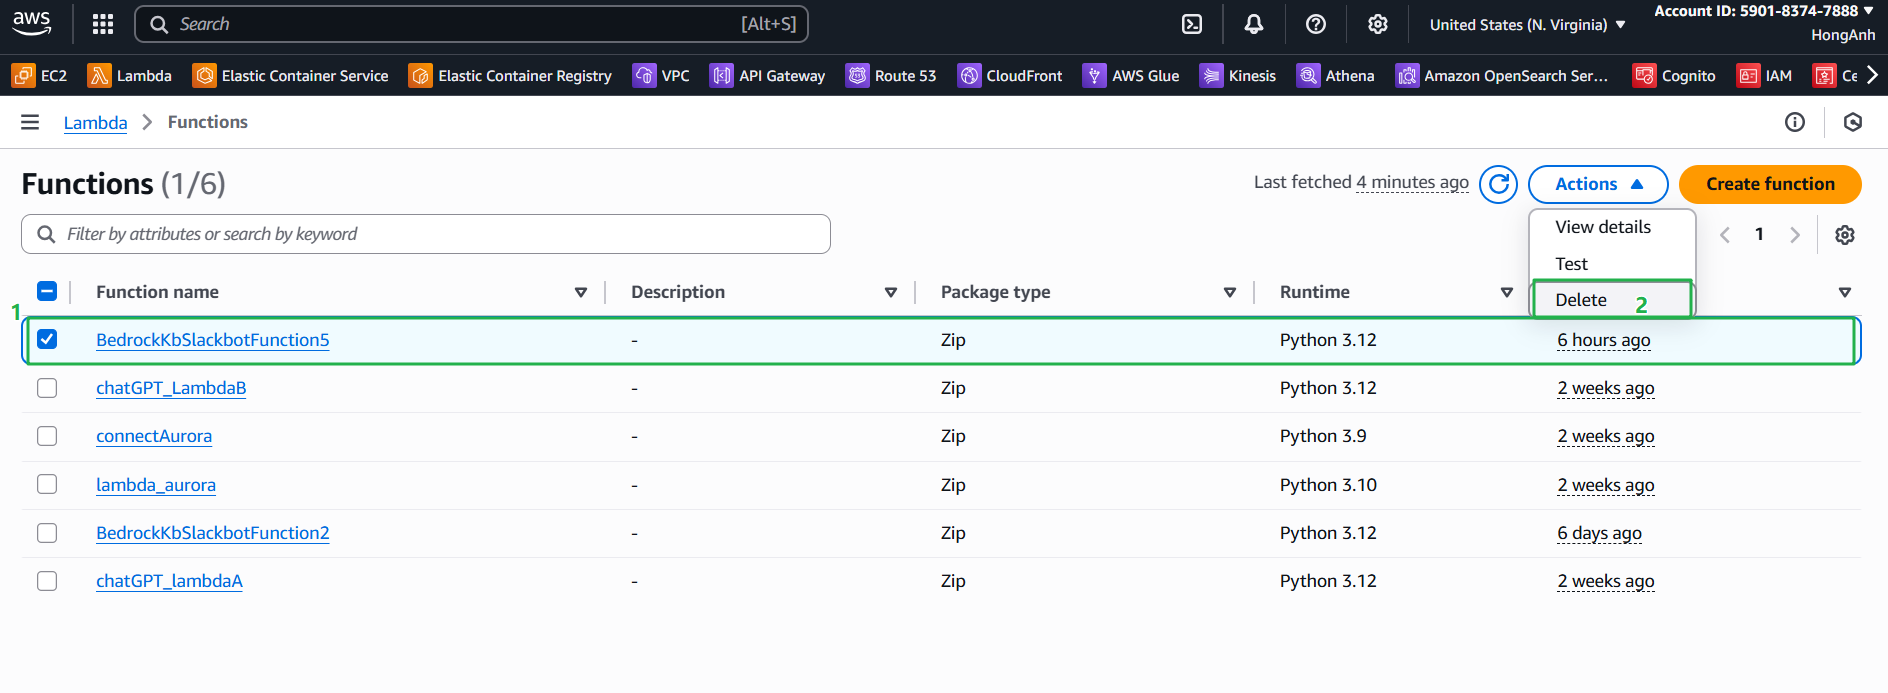 aws Search [Alt+S] United States (N. Virginia) Account ID: 5901-8374-7888
HongAnh
EC2 Lambda Elastic Container Service Elastic Container Registry VPC API Gateway Route 53 CloudFront AWS Glue Kinesis Athena Amazon OpenSearch Ser... Cognito IAM Ce
Lambda > Functions
Functions (1/6) Last fetched 4 minutes ago Actions Create function
Filter by attributes or search by keyword
View details
1
Test
Delete 2
Function name Description Package type Runtime
1
BedrockKbSlackbotFunction5 - Zip Python 3.12 6 hours ago
chatGPT_LambdaB - Zip Python 3.12 2 weeks ago
connectAurora - Zip Python 3.9 2 weeks ago
lambda_aurora - Zip Python 3.10 2 weeks ago
BedrockKbSlackbotFunction2 - Zip Python 3.12 6 days ago
chatGPT_lambdaA - Zip Python 3.12 2 weeks ago